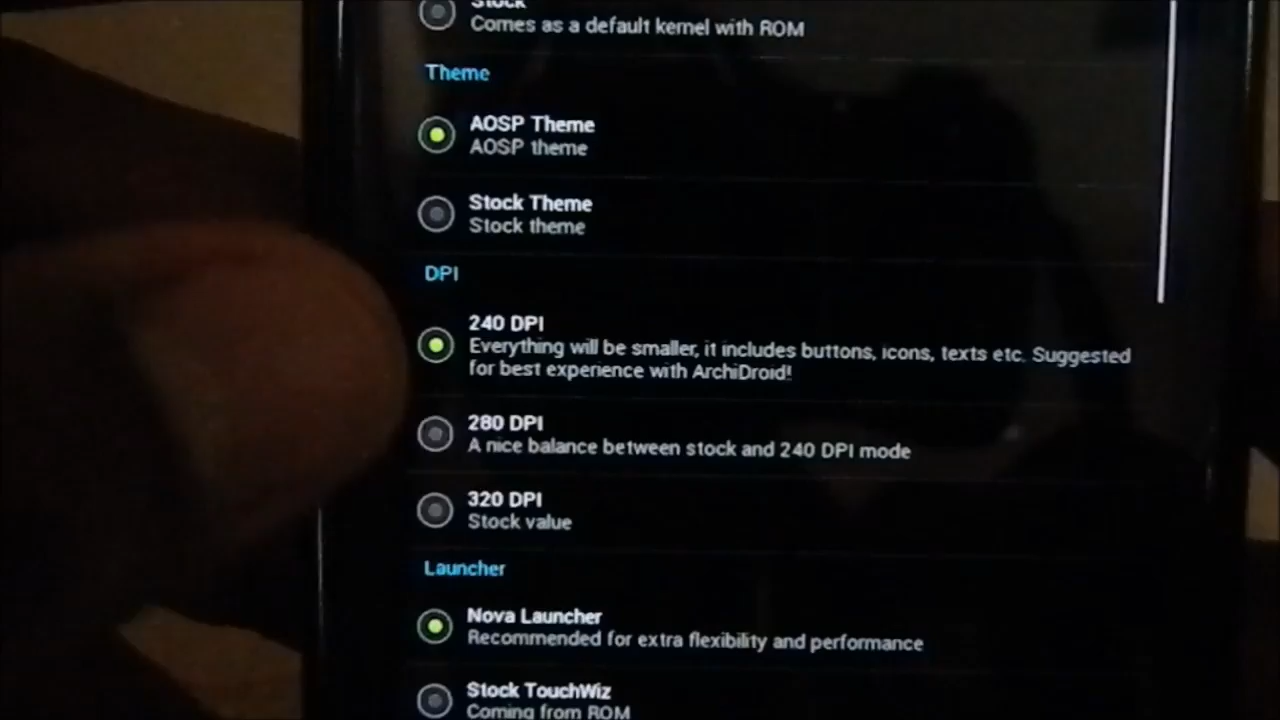 Stock
Comes as a default kernel with ROM
Theme
AOSP Theme
AOSP theme
Stock Theme
Stock theme
DPI
240 DPI
Everything will be smaller, it includes buttons, icons, texts etc. Suggested
for best experience with ArchiDroid!
280 DPI
A nice balance between stock and 240 DPI mode
320 DPI
Stock value
Launcher
Nova Launcher
Recommended for extra flexibility and performance
Stock TouchWiz
Coming from ROM